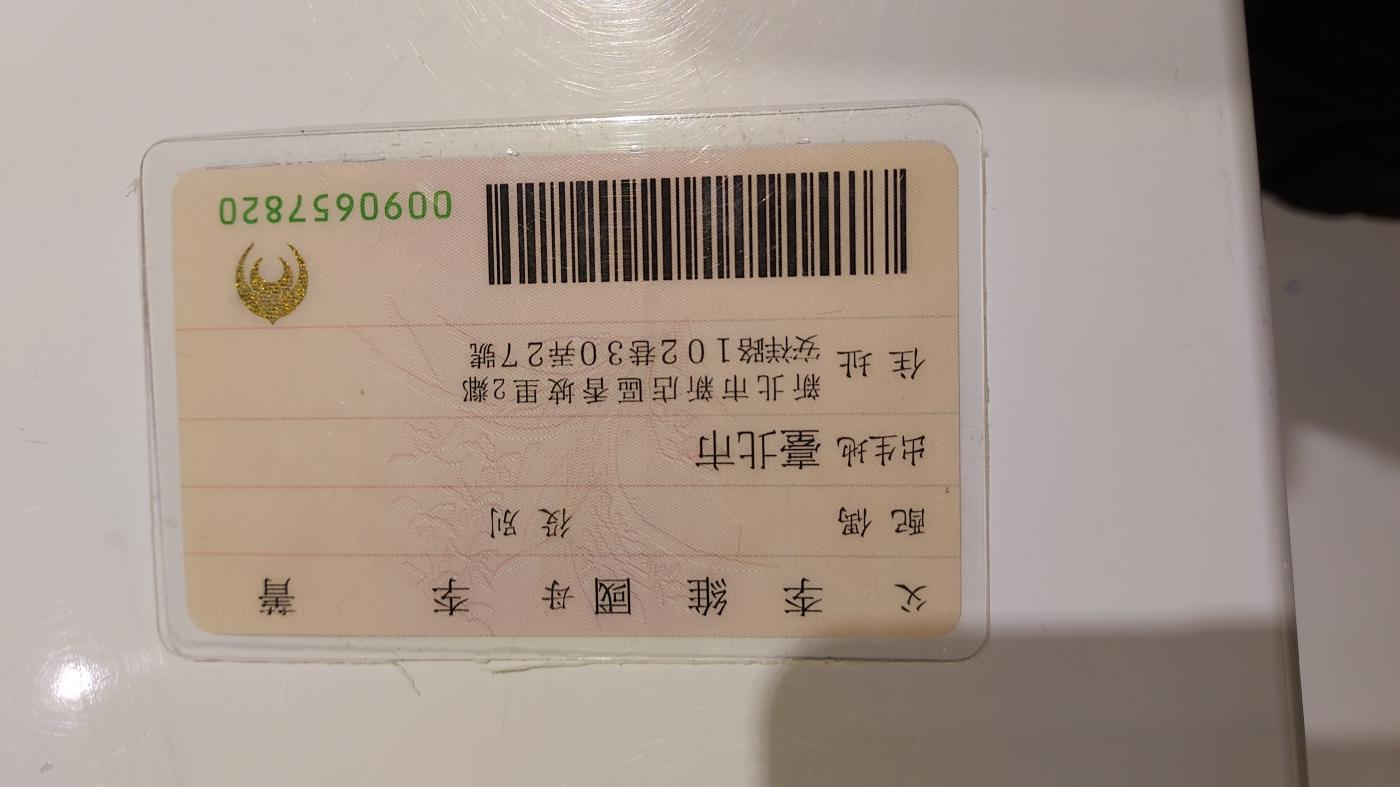 父 李 維 國 母 李
配 偶 役 別
出生地 臺北市
住 址 新北市新店區香坡里2鄰
安祥路102巷30弄27號
0090657820